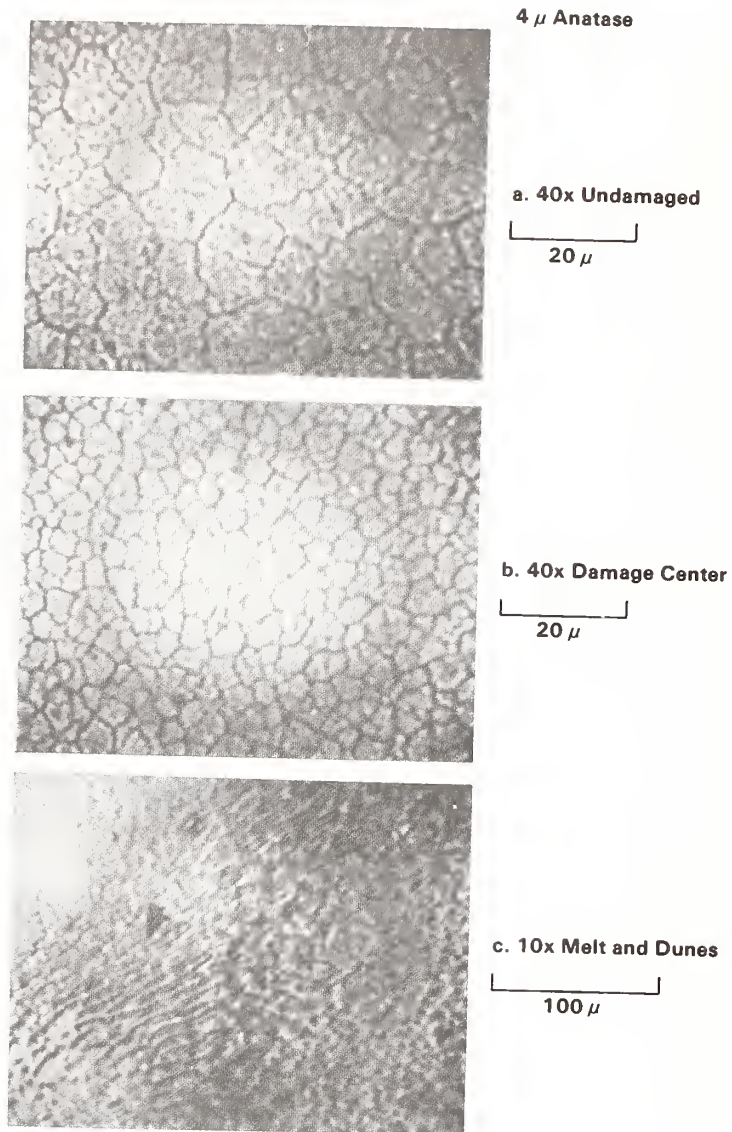 4 μ Anatase
a. 40x Undamaged
20 μ
b. 40x Damage Center
20 μ
c. 10x Melt and Dunes
100 μ